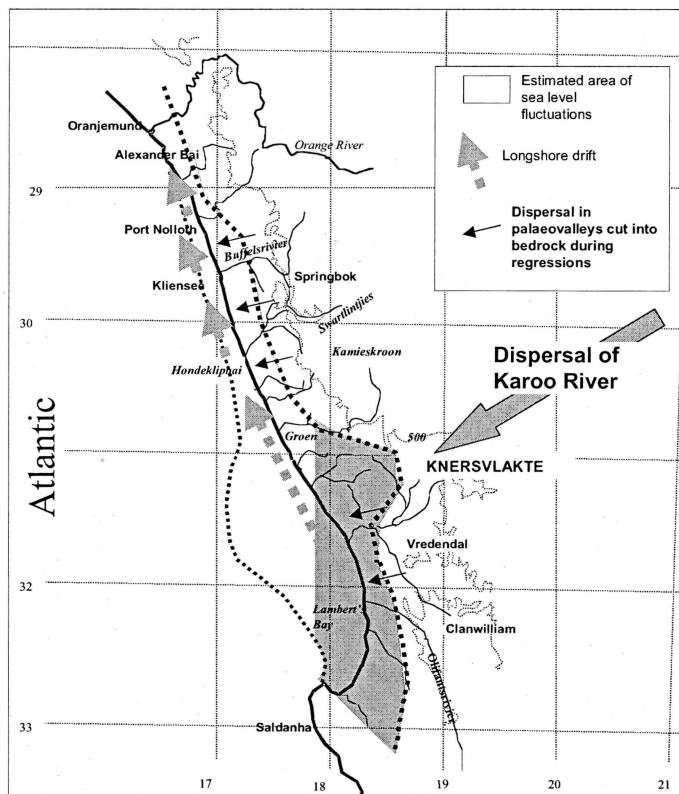 Estimated area of
sea level
fluctuations
Longshore drift
Dispersal in
palaeovalleys cut into
bedrock during
regressions
Oranjemund
Alexander Bai
Orange River
29
Port Nolloth
Buffelsrivier
Springbok
Kliensee
Swartlintjies
30
Kamieskroon
Hondeklipbai
Dispersal of
Karoo River
Atlantic
Groen
500
KNERSVLAKTE
Vredendal
32
Lambert's
Bay
Clanwilliam
Olifantsrivier
33
Saldanha
17
18
19
20
21